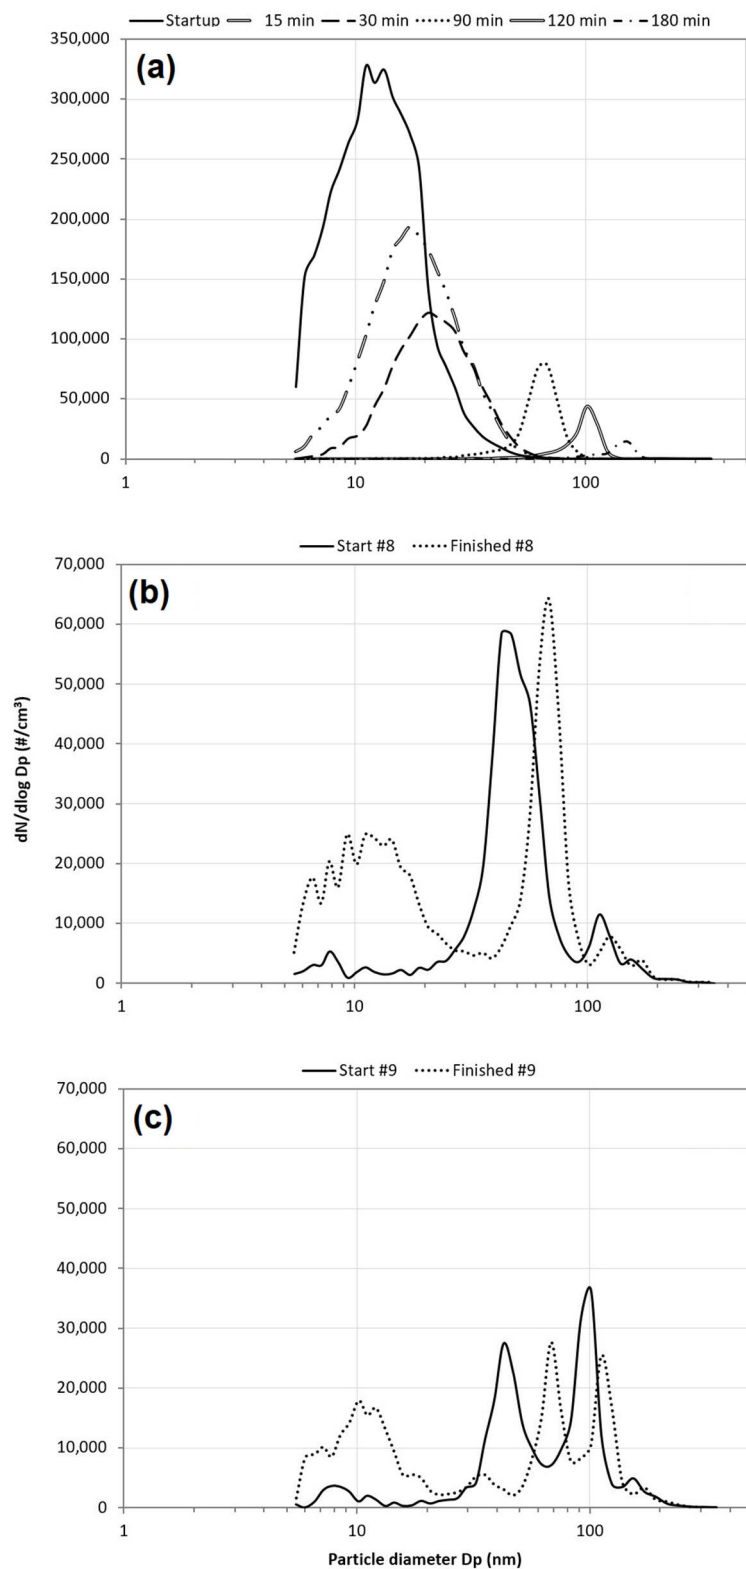 Startup 15 min 30 min 90 min 120 min 180 min
350,000
(a)
300,000
250,000
200,000
150,000
100,000
50,000
0
1 10 100
Start #8 Finished #8
70,000
(b)
60,000
50,000
40,000
30,000
20,000
10,000
0
1 10 100
dN/dlog Dp (#/cm³)
Start #9 Finished #9
70,000
(c)
60,000
50,000
40,000
30,000
20,000
10,000
0
1 10 100
Particle diameter Dp (nm)